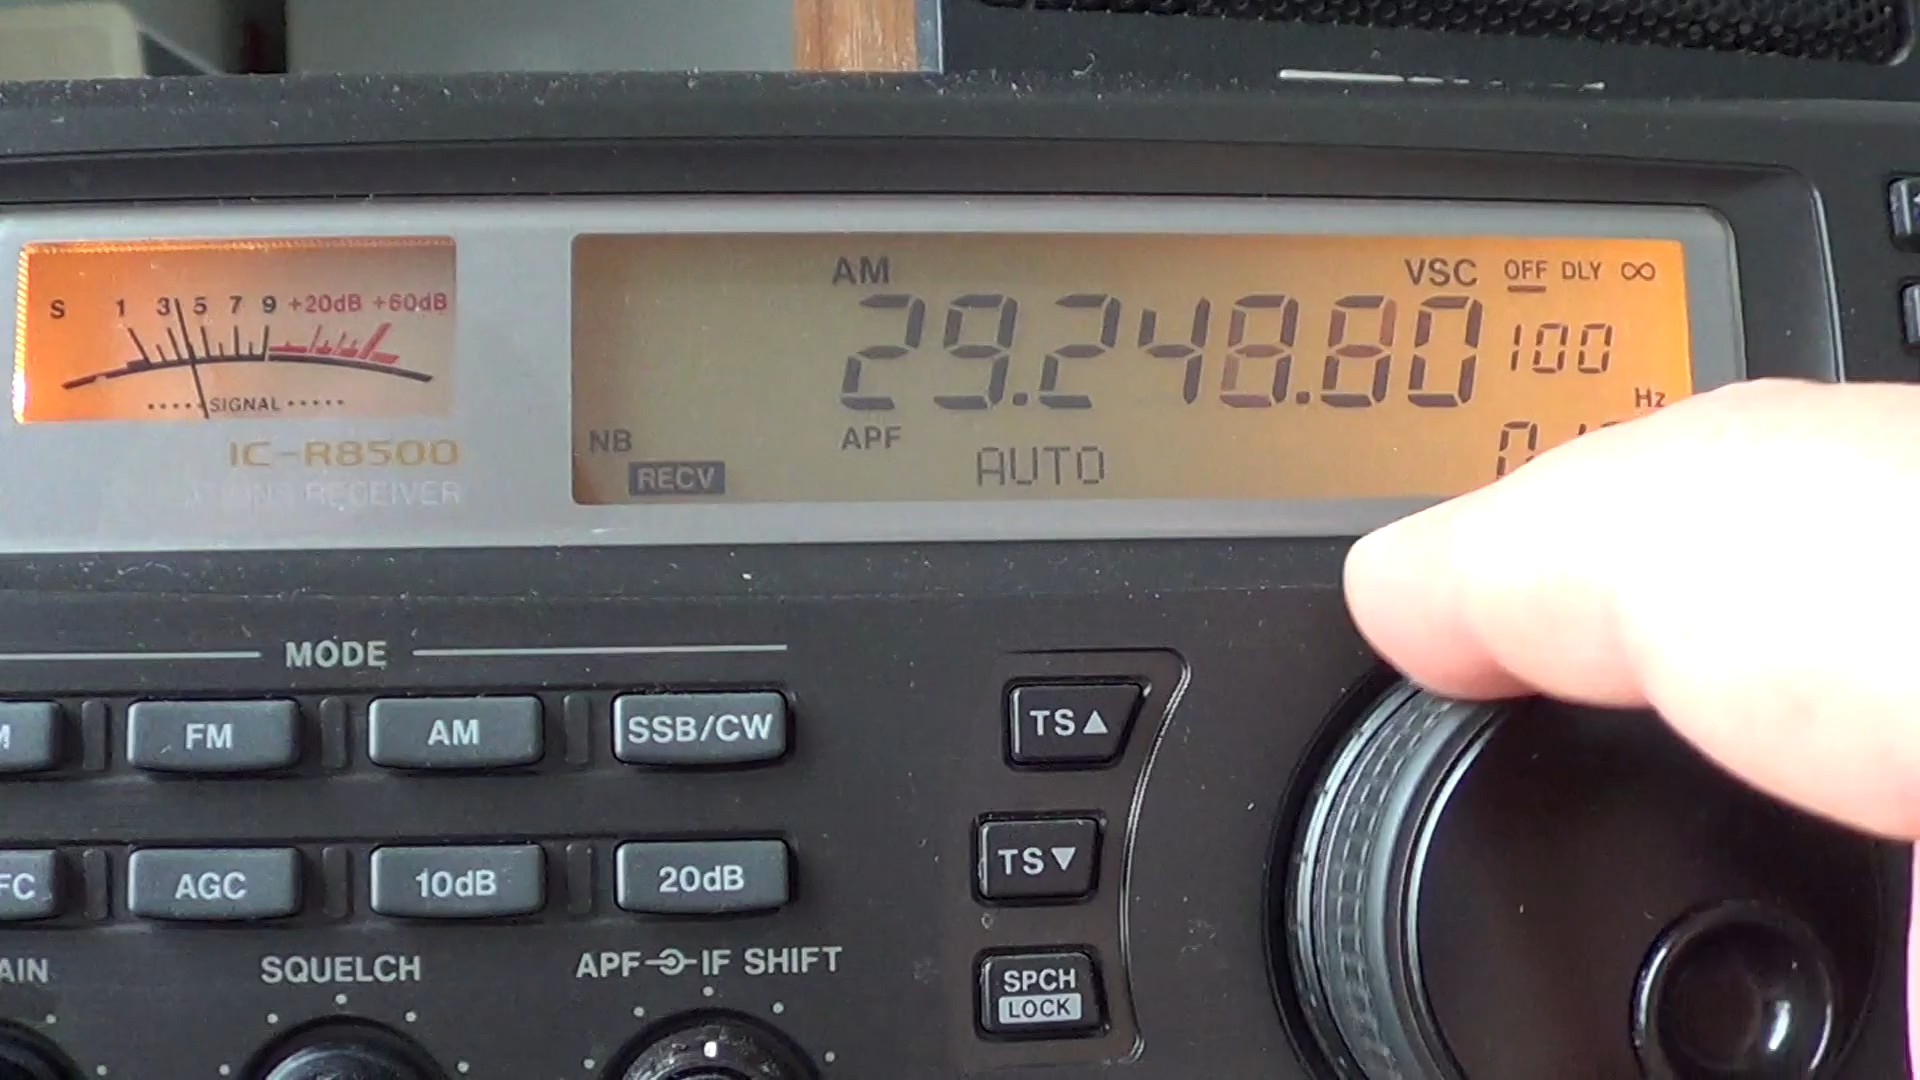 AM VSC OFF DLY ∞
S 1 3 5 7 9 +20dB +60dB
29.248.80 100
Hz
SIGNAL
NB APF
IC-R8500
RECV AUTO
RECEIVER
MODE
FM AM SSB/CW TS▲
AGC 10dB 20dB TS▼
SQUELCH APF IF SHIFT
SPCH
LOCK